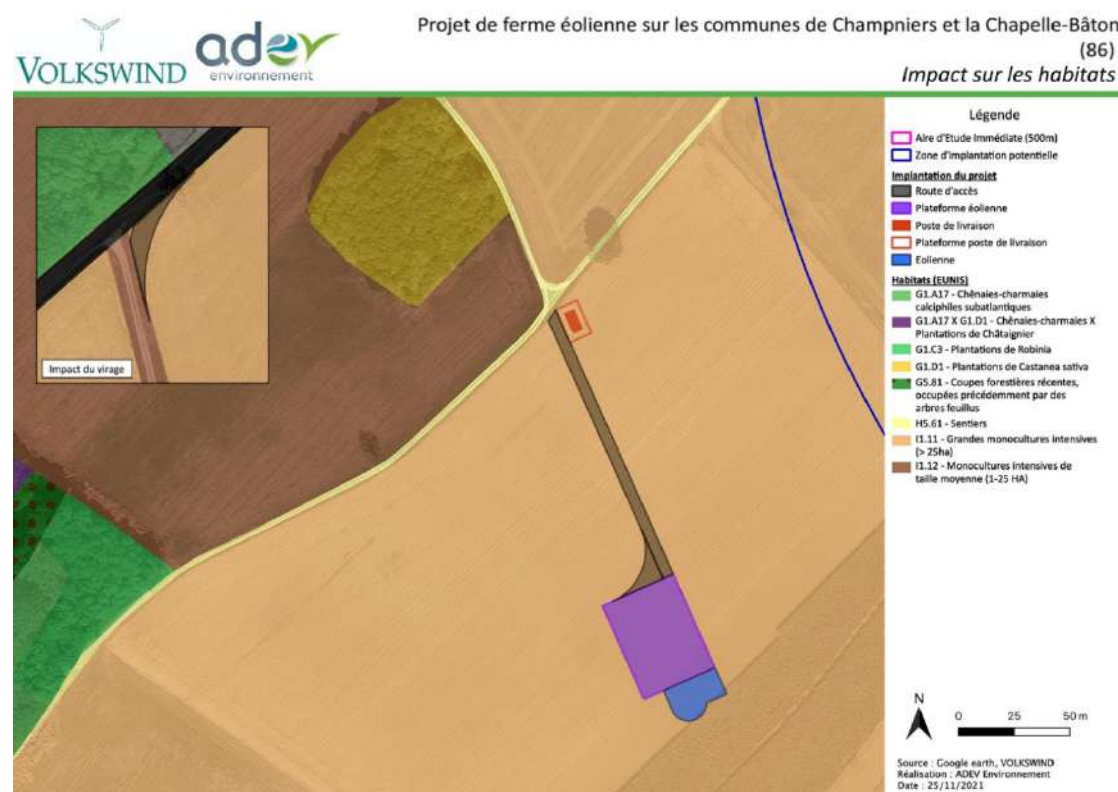 VOLKSWIND
adev
environnement
Projet de ferme éolienne sur les communes de Champniers et la Chapelle-Bâton
(86)
Impact sur les habitats
Impact du virage
Légende
Aire d'Etude Immédiate (500m)
Zone d'implantation potentielle
Implantation du projet
Route d'accès
Plateforme éolienne
Poste de livraison
Plateforme poste de livraison
Eolienne
Habitats (EUNIS)
G1.A17 - Chênaies-charmaies
calciphiles subatlantiques
G1.A17 X G1.D1 - Chênaies-charmaies X
Plantations de Châtaignier
G1.C3 - Plantations de Robinia
G1.D1 - Plantations de Castanea sativa
G5.81 - Coupes forestières récentes,
occupées précédemment par des
arbres feuillus
H5.61 - Sentiers
I1.11 - Grandes monocultures intensives
(> 25ha)
I1.12 - Monocultures intensives de
taille moyenne (1-25 HA)
N
0 25 50 m
Source : Google earth, VOLKSWIND
Réalisation : ADEV Environnement
Date : 25/11/2021